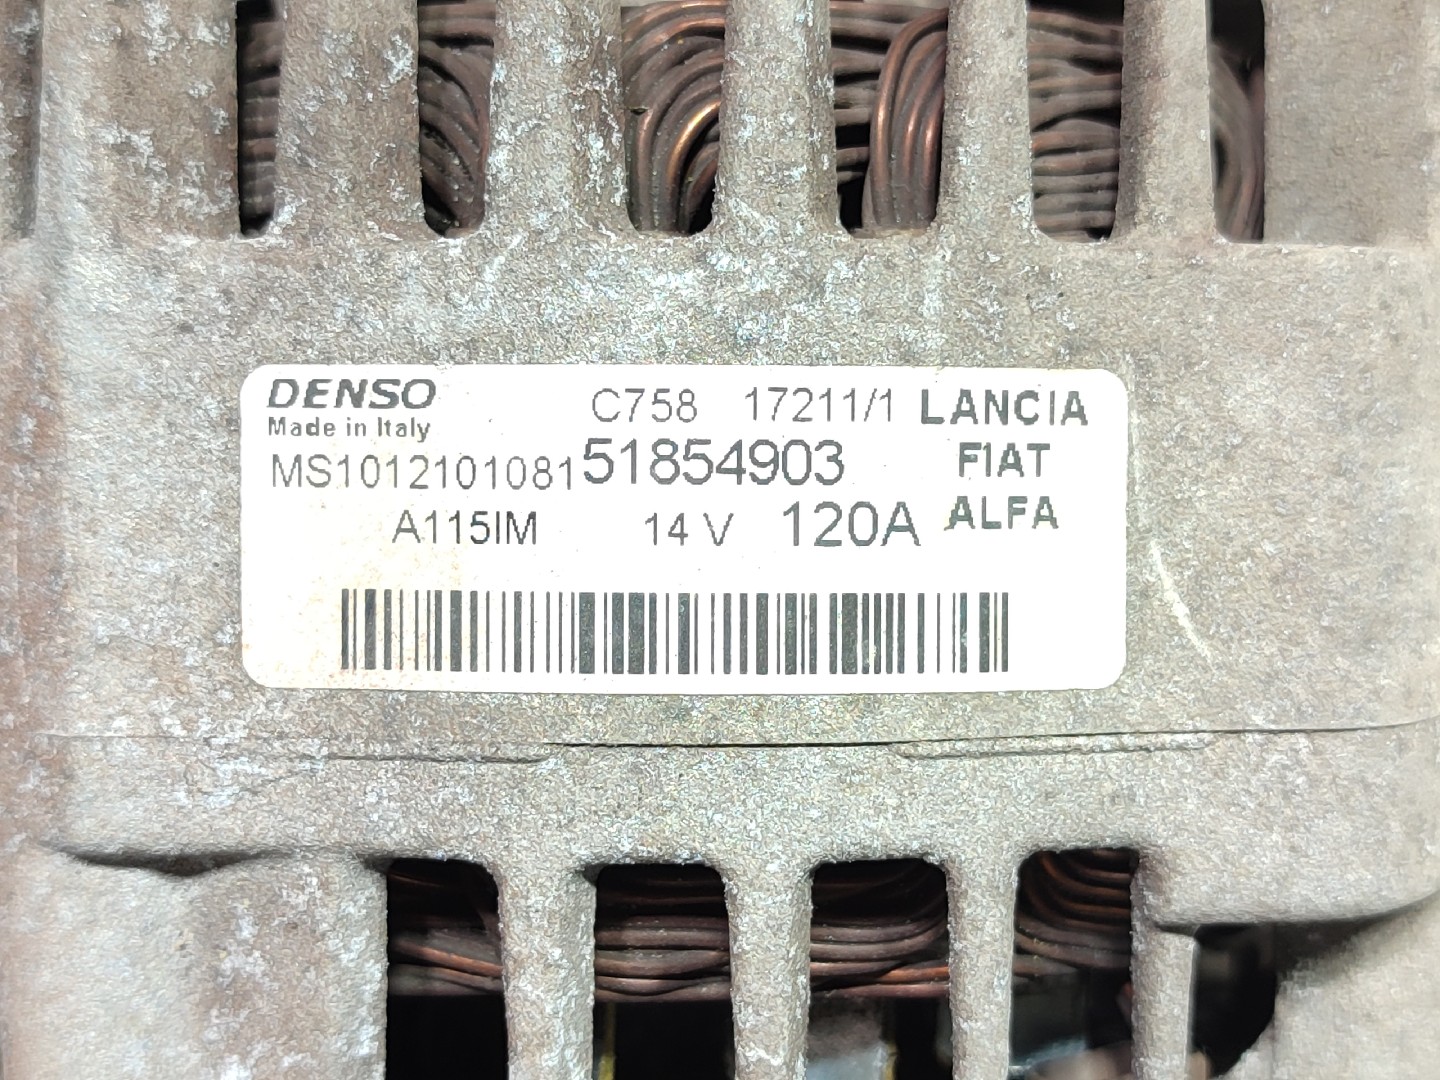 DENSO C758 17211/1 LANCIA
Made in Italy
MS1012101081 51854903 FIAT
A115IM 14 V 120A ALFA